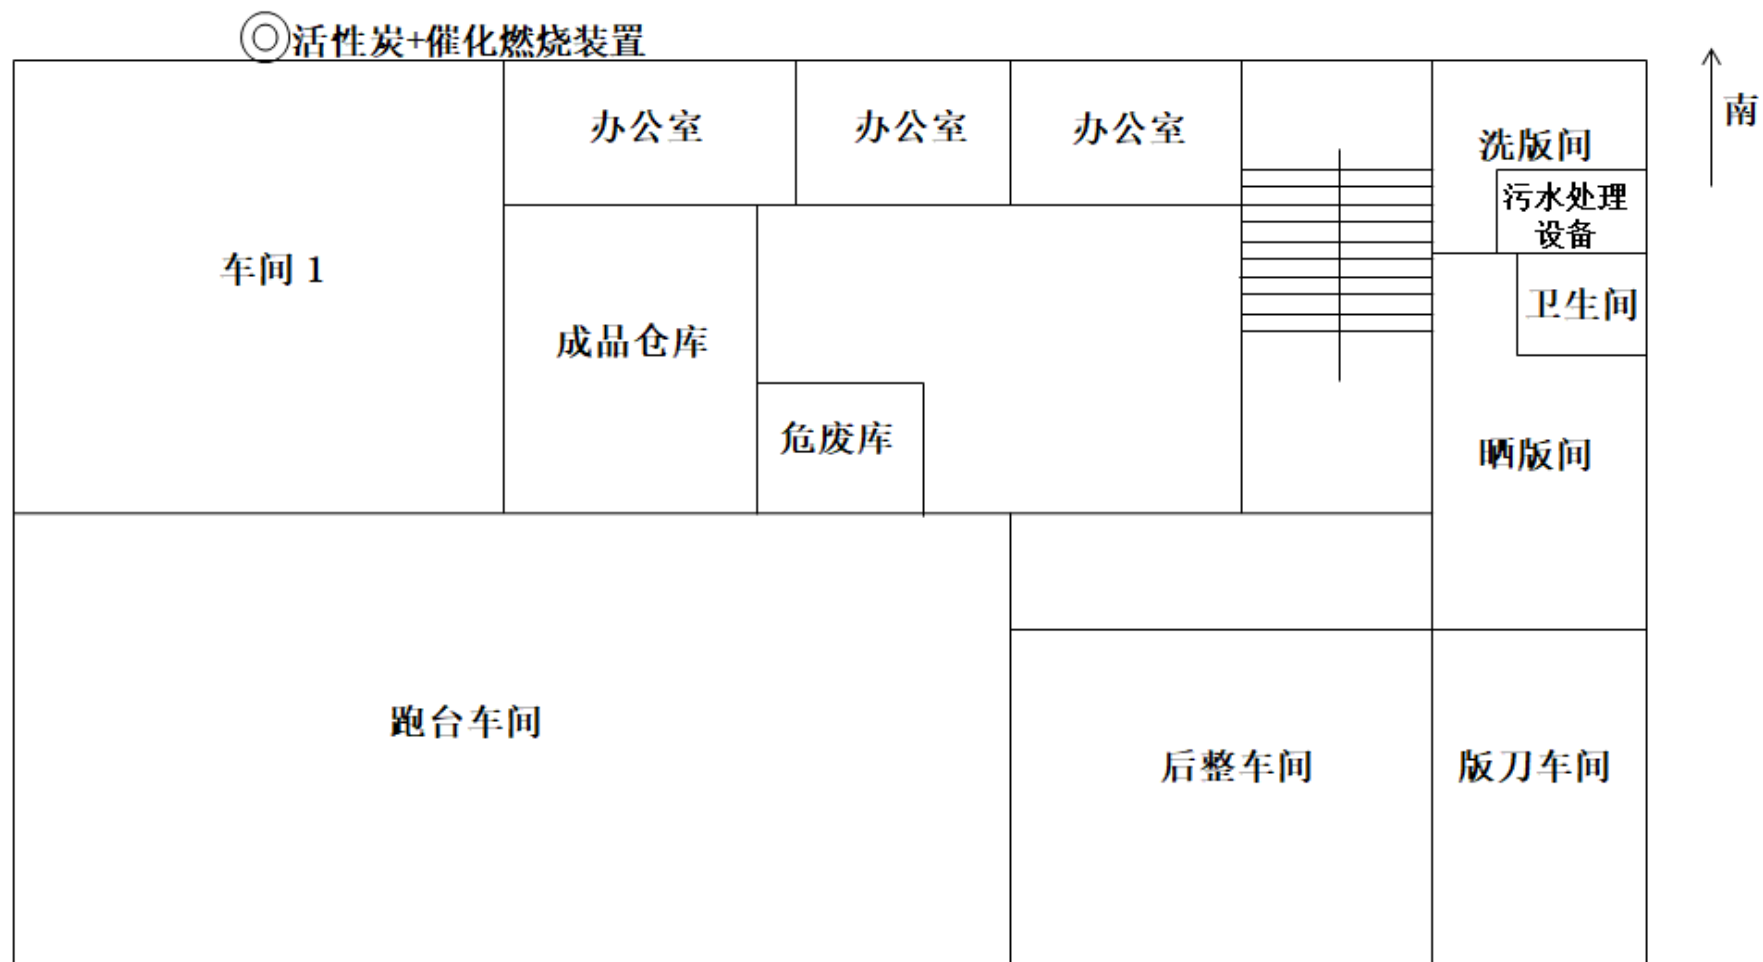 活性炭+催化燃烧装置
南
办公室
办公室
办公室
洗版间
污水处理
设备
车间 1
卫生间
成品仓库
危废库
晒版间
跑台车间
后整车间
版刀车间